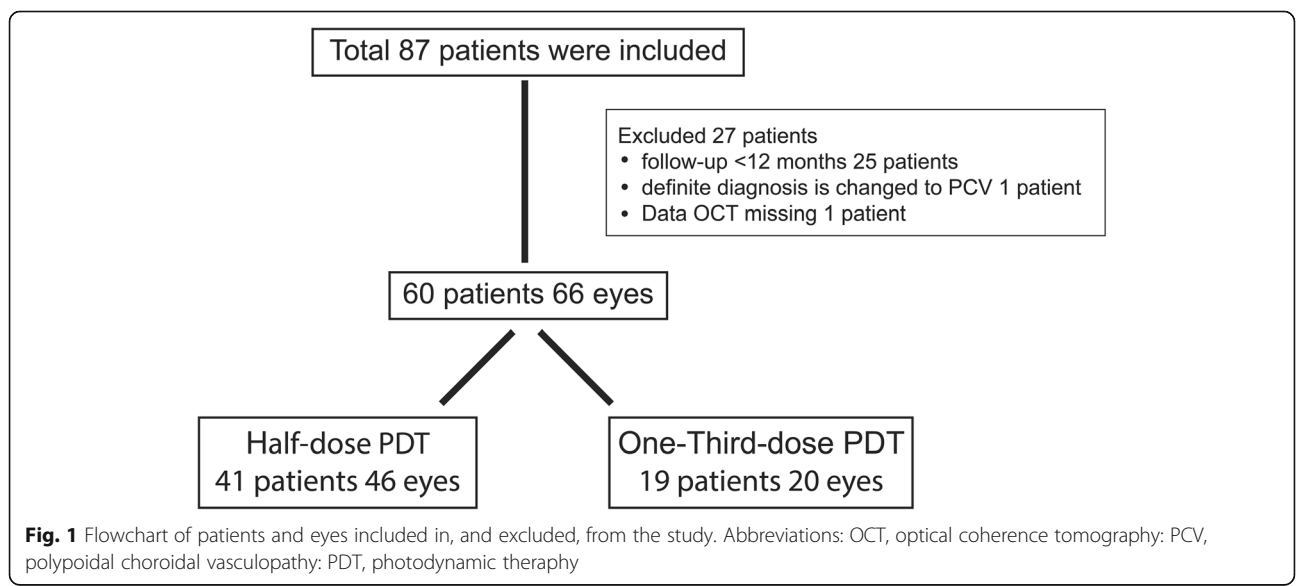 Total 87 patients were included
Excluded 27 patients
• follow-up <12 months 25 patients
• definite diagnosis is changed to PCV 1 patient
• Data OCT missing 1 patient
60 patients 66 eyes
Half-dose PDT
41 patients 46 eyes
One-Third-dose PDT
19 patients 20 eyes
Fig. 1 Flowchart of patients and eyes included in, and excluded, from the study. Abbreviations: OCT, optical coherence tomography: PCV,
polypoidal choroidal vasculopathy: PDT, photodynamic theraphy